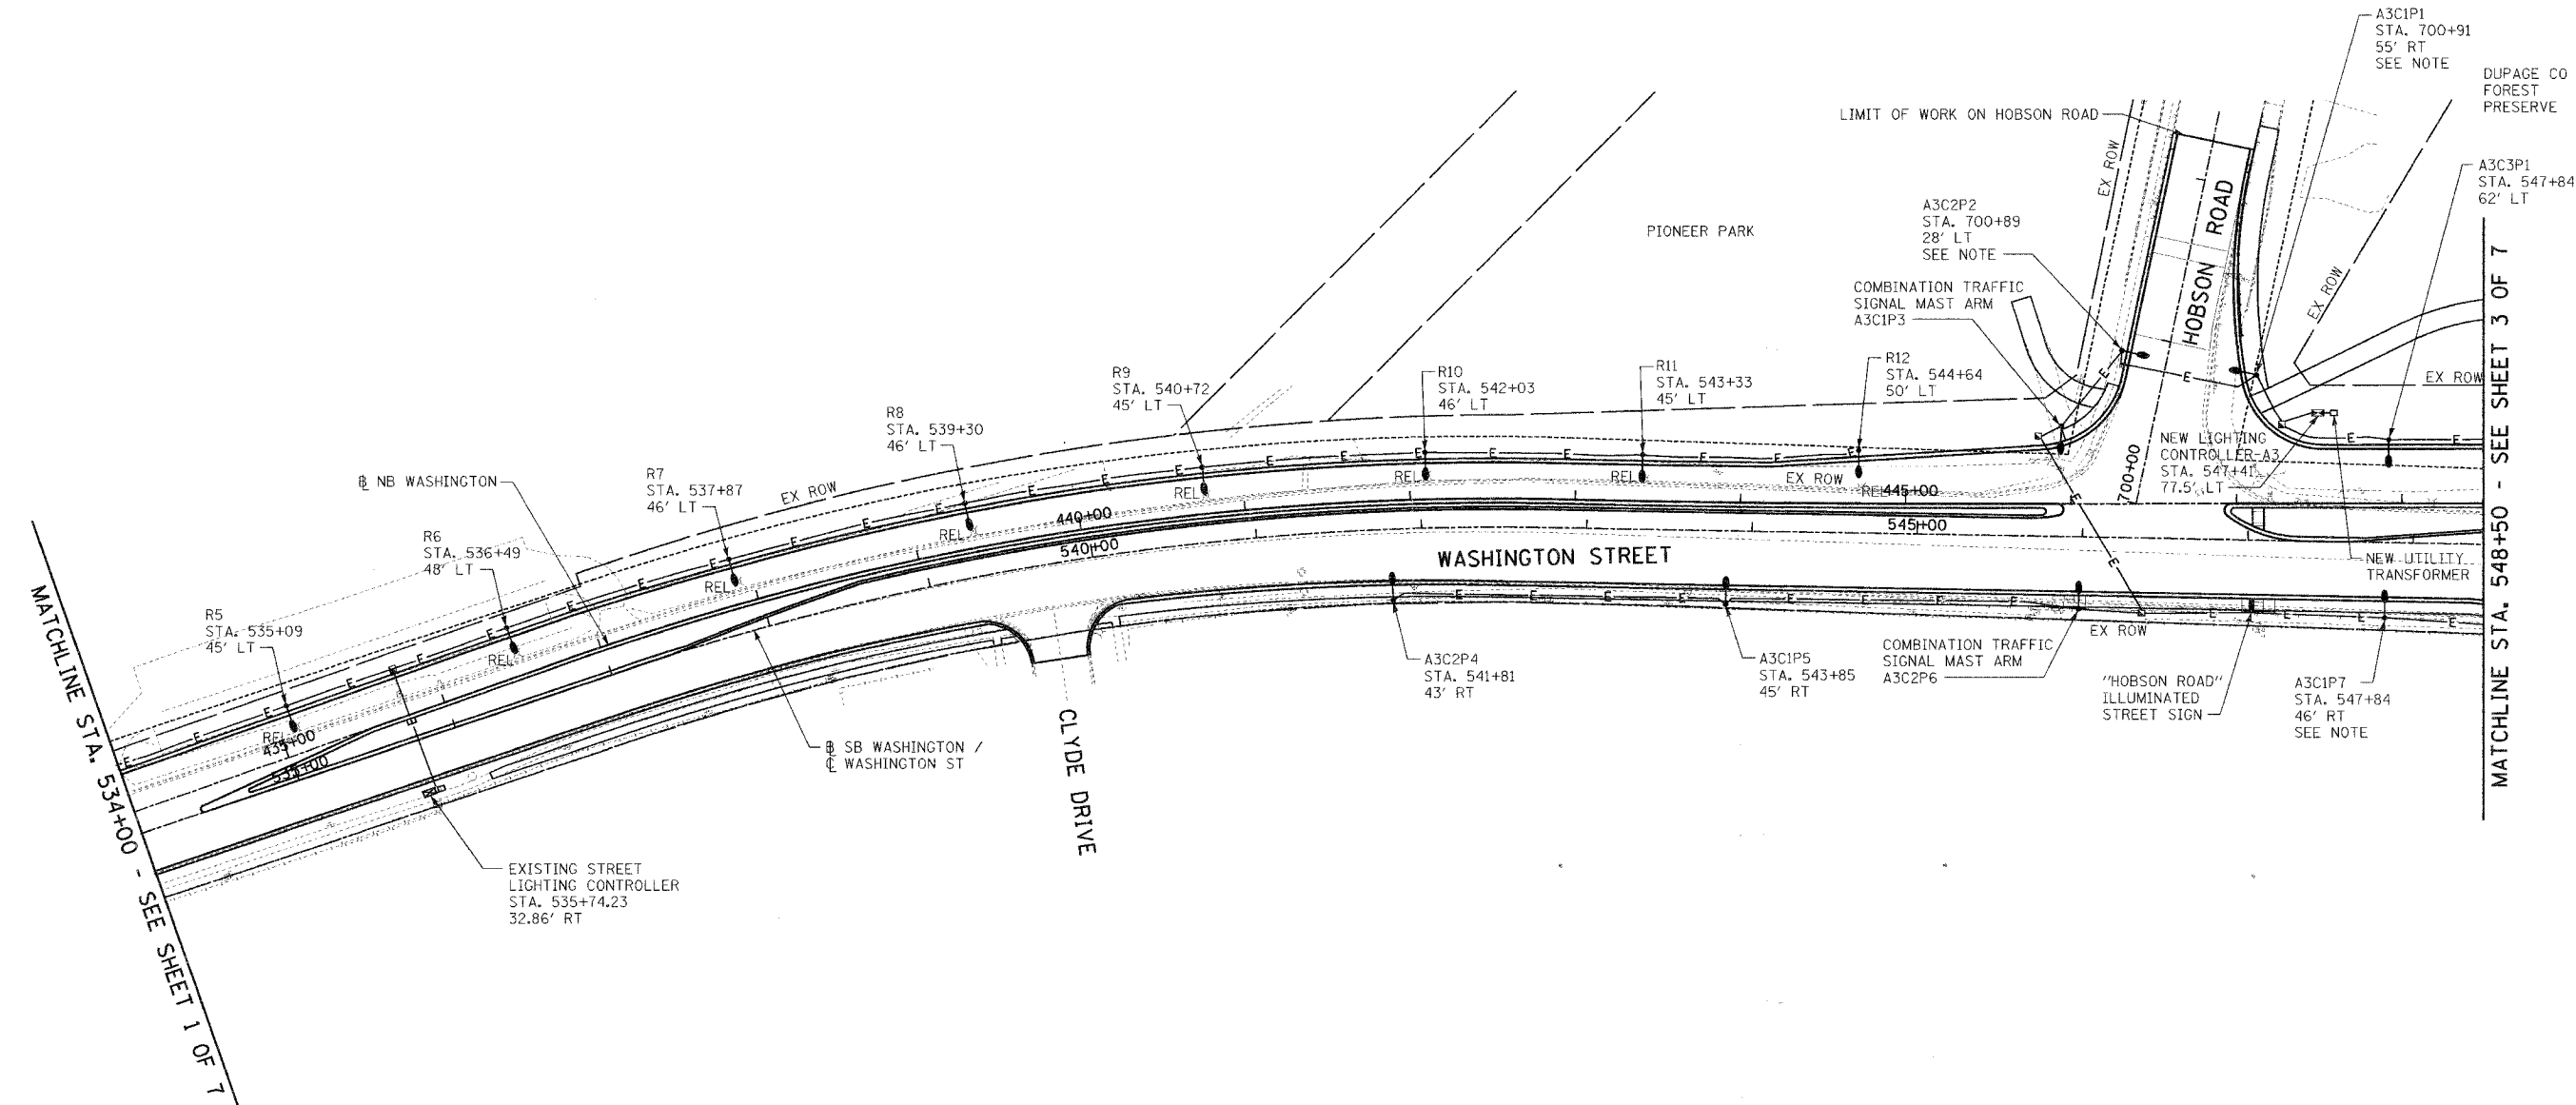 A3C1P1
STA. 700+91
55' RT
SEE NOTE
DUPAGE CO
FOREST
PRESERVE
LIMIT OF WORK ON HOBSON ROAD
EX ROW
A3C3P1
STA. 547+84
62' LT
A3C2P2
STA. 700+89
28' LT
SEE NOTE
PIONEER PARK
HOBSON ROAD
COMBINATION TRAFFIC
SIGNAL MAST ARM
A3C1P3
EX ROW
EX ROW
R12
STA. 544+64
50' LT
R11
STA. 543+33
45' LT
R10
STA. 542+03
46' LT
R9
STA. 540+72
45' LT
R8
STA. 539+30
46' LT
R7
STA. 537+87
46' LT
R6
STA. 536+49
48' LT
R5
STA. 535+09
45' LT
EX ROW
℄ NB WASHINGTON
REL
REL
REL
REL
REL
REL
REL
REL
EX ROW
E
E
E
NEW LIGHTING
CONTROLLER-A3
STA. 547+41
77.5' LT
700+00
435+00
535+00
440+00
540+00
445+00
545+00
WASHINGTON STREET
NEW UTILITY
TRANSFORMER
EX ROW
COMBINATION TRAFFIC
SIGNAL MAST ARM
A3C2P6
"HOBSON ROAD"
ILLUMINATED
STREET SIGN
A3C1P7
STA. 547+84
46' RT
SEE NOTE
A3C2P4
STA. 541+81
43' RT
A3C1P5
STA. 543+85
45' RT
CLYDE DRIVE
SB WASHINGTON /
℄ WASHINGTON ST
EXISTING STREET
LIGHTING CONTROLLER
STA. 535+74.23
32.86' RT
MATCHLINE STA. 534+00 - SEE SHEET 1 OF 7
MATCHLINE STA. 548+50 - SEE SHEET 3 OF 7